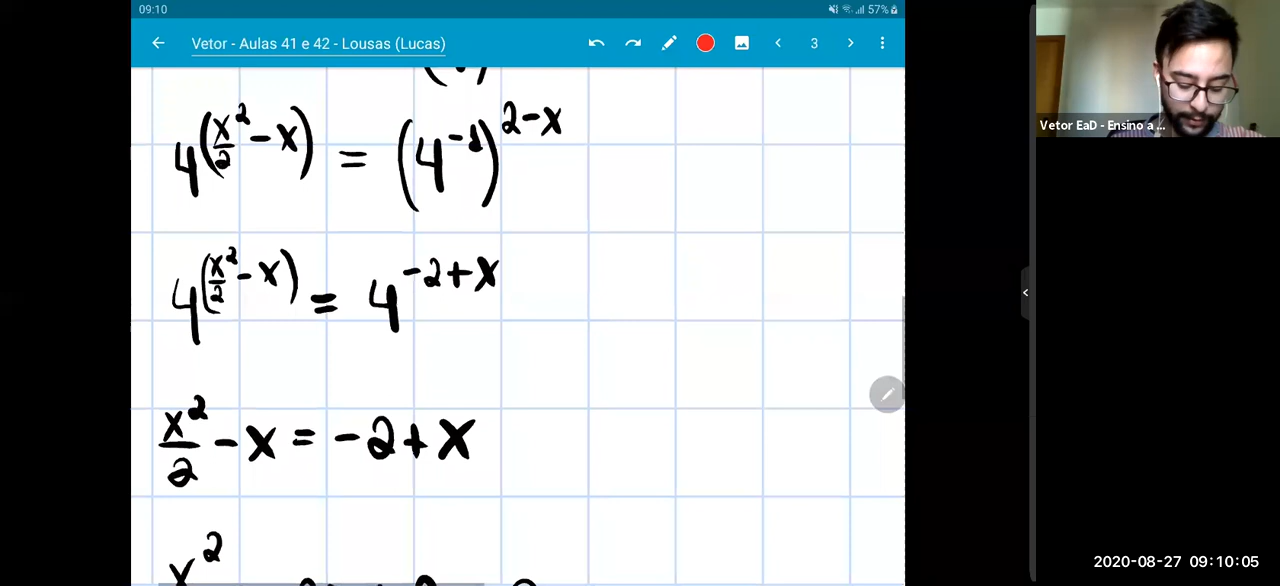 09:10 57%
Vetor - Aulas 41 e 42 - Lousas (Lucas) 3
4^(x²/2 - x) = (4^-1)^2-x
4^(x²/2 - x) = 4^-2+x
x²/2 - x = -2 + x
x²
Vetor EaD - Ensino a ...
2020-08-27 09:10:05